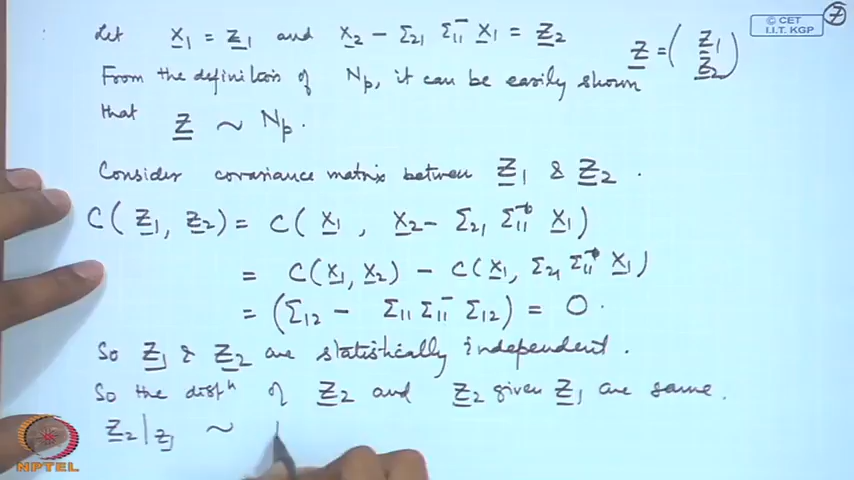 Let X₁ = Z₁ and X₂ − Σ₂₁ Σ₁₁⁻ X₁ = Z₂
Z = ( Z₁ Z₂ )
From the definition of Np, it can be easily shown
that Z ~ Np.
Consider covariance matrix between Z₁ & Z₂ .
C( Z₁, Z₂) = C( X₁ , X₂ − Σ₂₁ Σ₁₁⁻ X₁)
= C(X₁, X₂) − C(X₁, Σ₂₁ Σ₁₁⁻ X₁)
= (Σ₁₂ − Σ₁₁ Σ₁₁⁻ Σ₁₂) = 0.
So Z₁ & Z₂ are statistically independent.
So the distⁿ of Z₂ and Z₂ given Z₁ are same.
Z₂|Z₁ ~
© CET
I.I.T. KGP
7
NPTEL